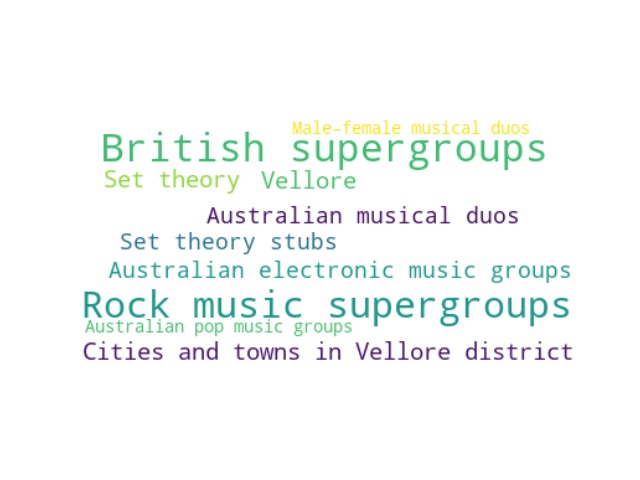 Male–female musical duos
British supergroups
Set theory Vellore
Australian musical duos
Set theory stubs
Australian electronic music groups
Rock music supergroups
Australian pop music groups
Cities and towns in Vellore district